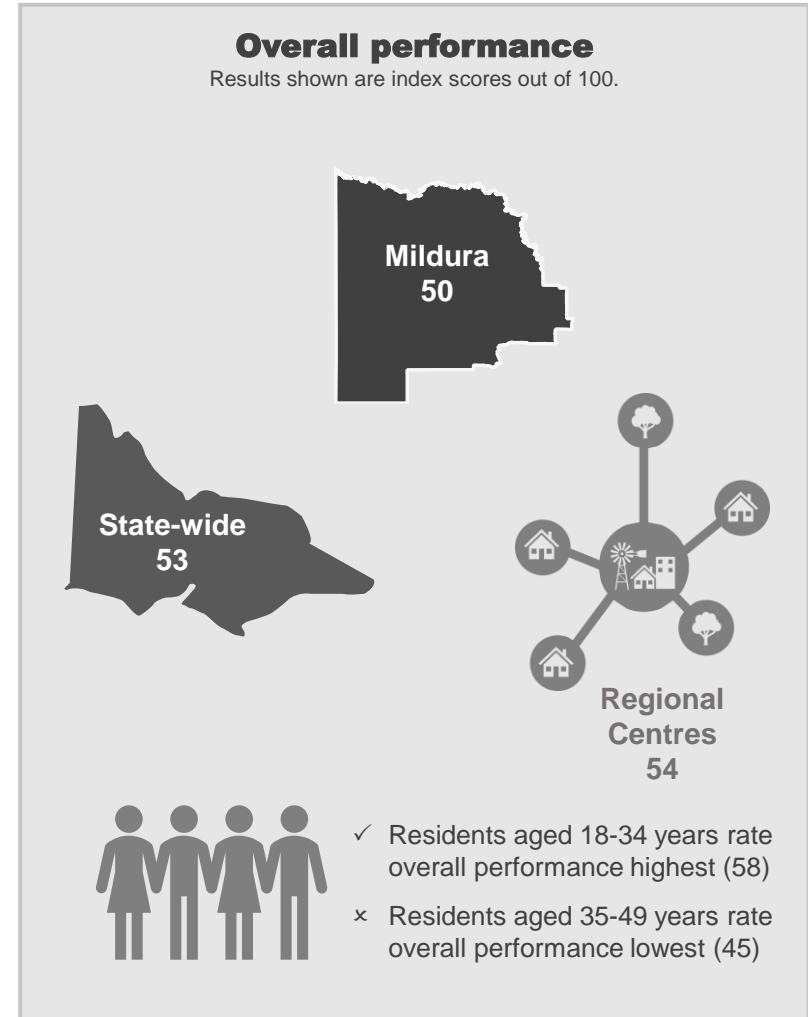 Overall performance
Results shown are index scores out of 100.
Mildura
50
State-wide
53
Regional
Centres
54
✓ Residents aged 18-34 years rate
overall performance highest (58)
× Residents aged 35-49 years rate
overall performance lowest (45)